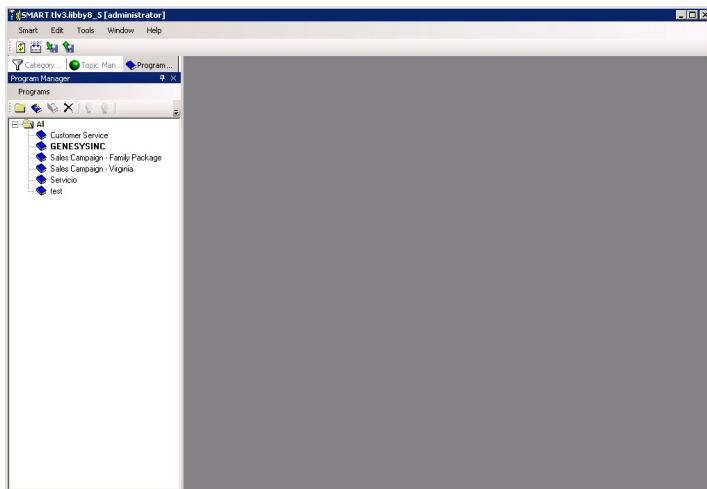 SMART tlv3.libby8_5 [administrator]
Smart Edit Tools Window Help
Category... Topic Man... Program...
Program Manager
Programs
All
Customer Service
GENESYSINC
Sales Campaign - Family Package
Sales Campaign - Virginia
Servicio
test